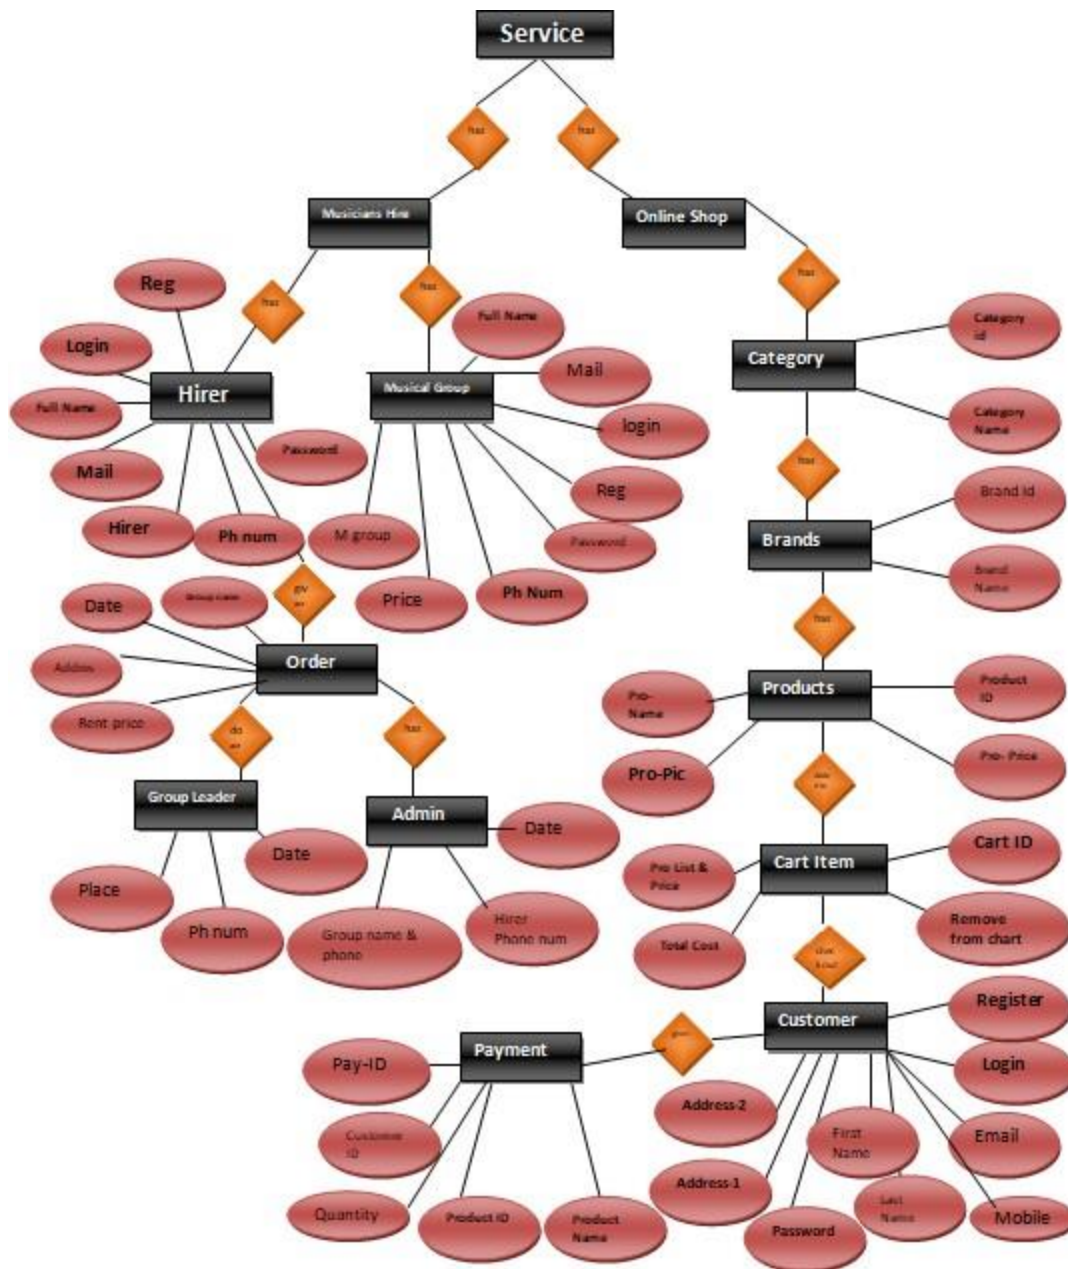 Service
has
has
Musicians Hire
Online Shop
Reg
has
has
has
Full Name
Category
id
Login
Mail
Category
Hirer
Musical Group
Full Name
login
Category
Name
Password
Mail
has
Reg
Brand Id
Hirer
Ph num
M group
Password
Brands
Brand
Name
giv
Price
Ph Num
Date
Group name
has
Order
Address
Products
Product
ID
Pro-
Name
Rent price
do
has
Pro-Pic
Pro- Price
Group Leader
Admin
Date
Date
Cart Item
Cart ID
Pro List &
Price
Place
Ph num
Group name &
phone
Hirer
Phone num
Total Cost
Remove
from chart
Register
Customer
Payment
Pay-ID
Login
Address-2
First
Name
Email
Customer
ID
Address-1
Last
Name
Quantity
Product ID
Product
Name
Password
Mobile